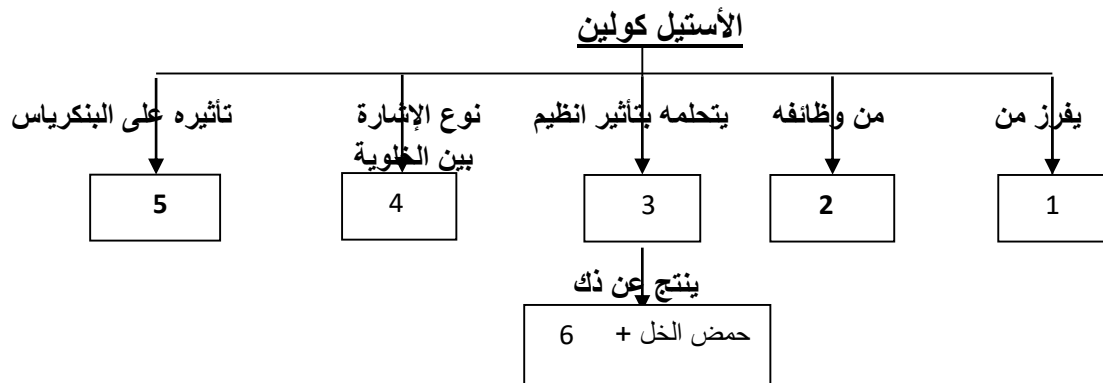 الأستيل كولين
يفرز من
من وظائفه
يتحلمه بتأثير انظيم
نوع الإشارة
بين الخلوية
تأثيره على البنكرياس
1
2
3
4
5
ينتج عن ذك
حمض الخل + 6